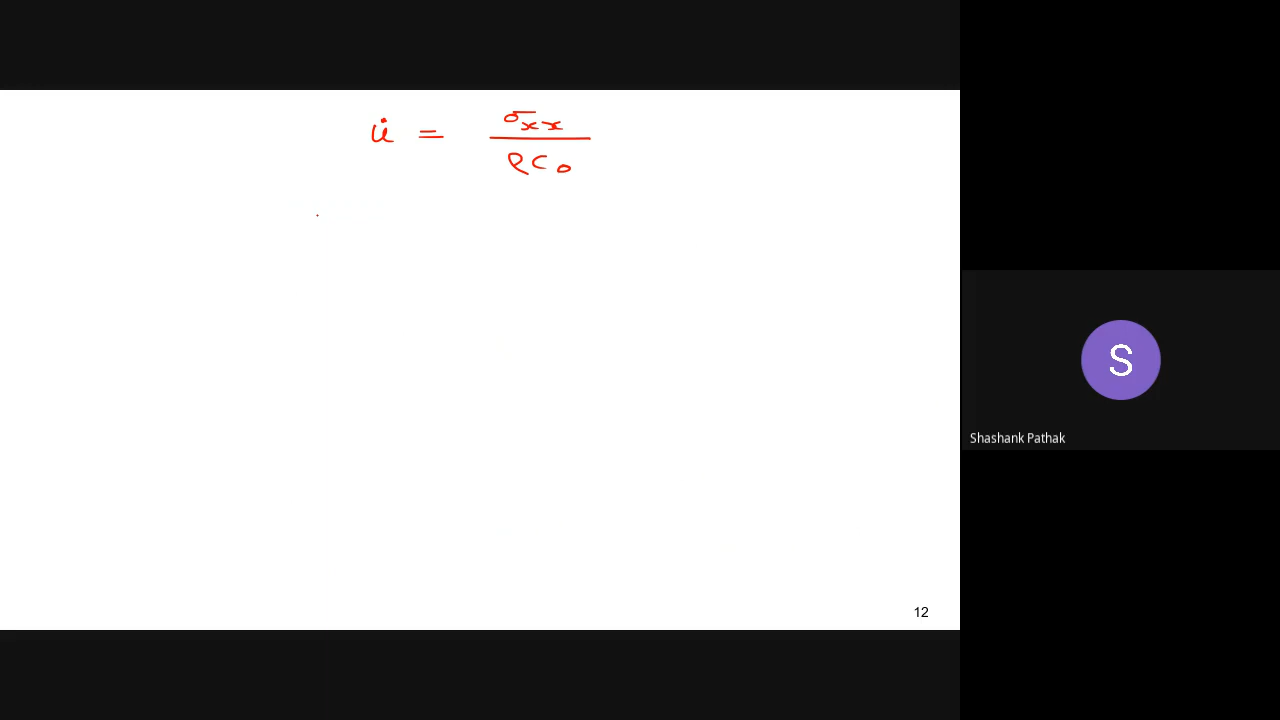 u̇ = σxx / ρc₀
S
Shashank Pathak
12